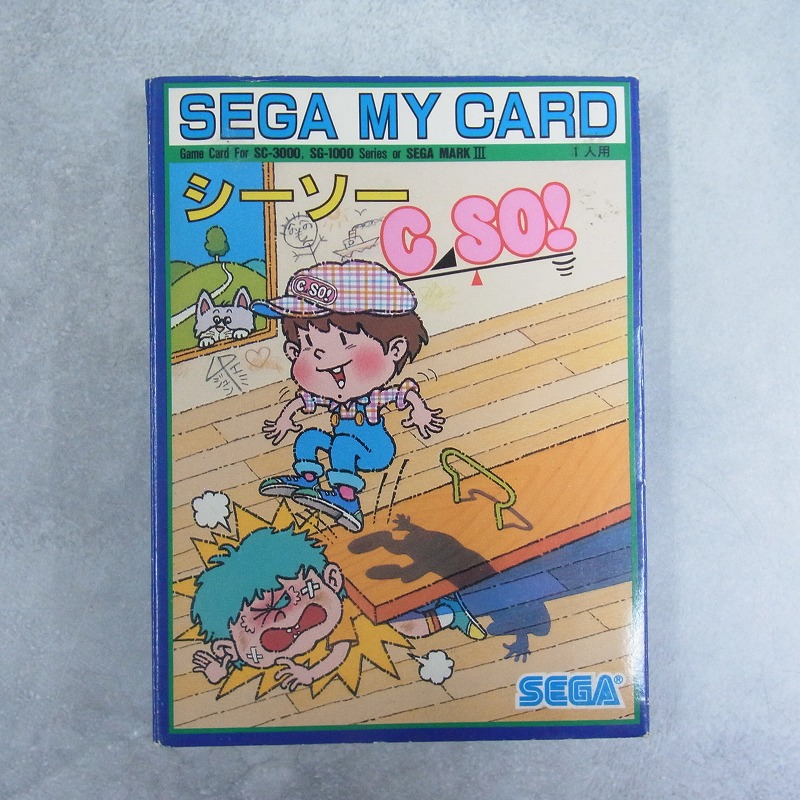 SEGA MY CARD
Game Card For SC-3000, SG-1000 Series or SEGA MARK III
1人用
シーソー
C SO!
C SO!
SEGA®